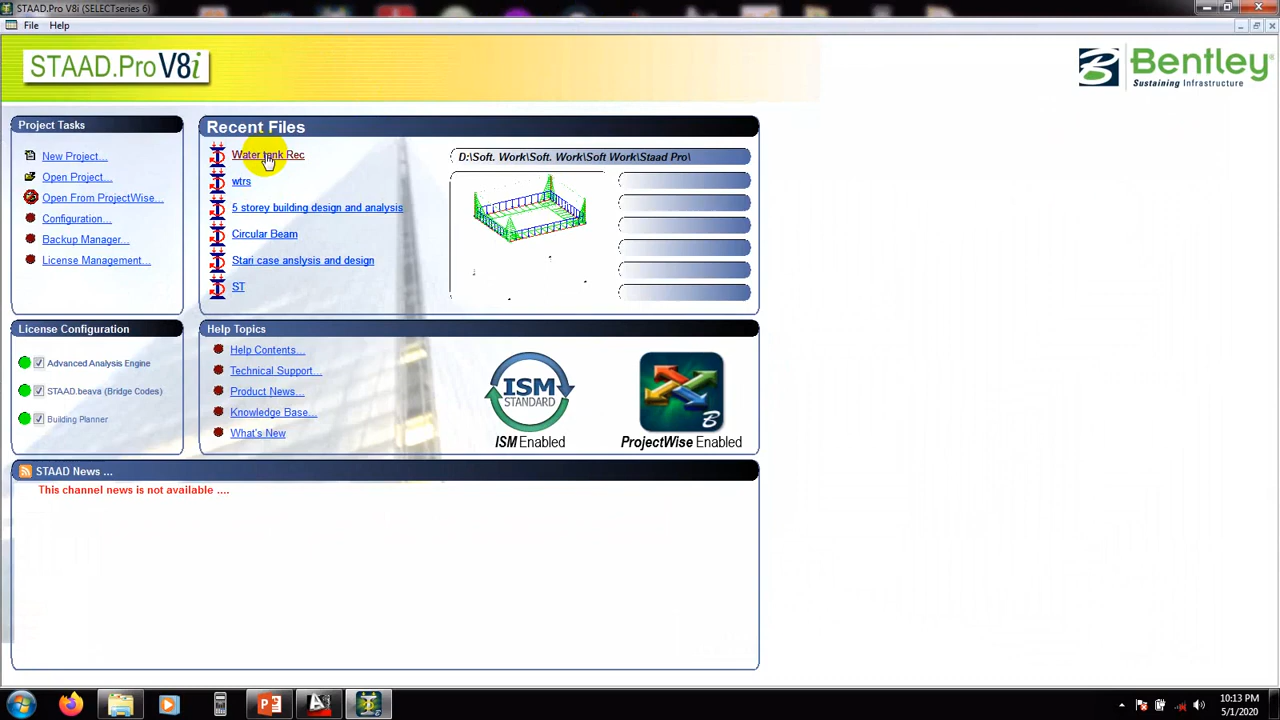 STAAD.Pro V8i (SELECTseries 6)
File Help
STAAD.Pro V8i
Bentley
Sustaining Infrastructure
Project Tasks
New Project...
Open Project...
Open From ProjectWise...
Configuration...
Backup Manager...
License Management...
Recent Files
Water tank Rec
wtrs
5 storey building design and analysis
Circular Beam
Stari case anslysis and design
ST
D:\Soft. Work\Soft. Work\Soft Work\Staad Pro\
License Configuration
Advanced Analysis Engine
STAAD.beava (Bridge Codes)
Building Planner
Help Topics
Help Contents...
Technical Support...
Product News...
Knowledge Base...
What's New
ISM
STANDARD
ISM Enabled
B
ProjectWise Enabled
STAAD News ...
This channel news is not available ....
10:13 PM
5/1/2020